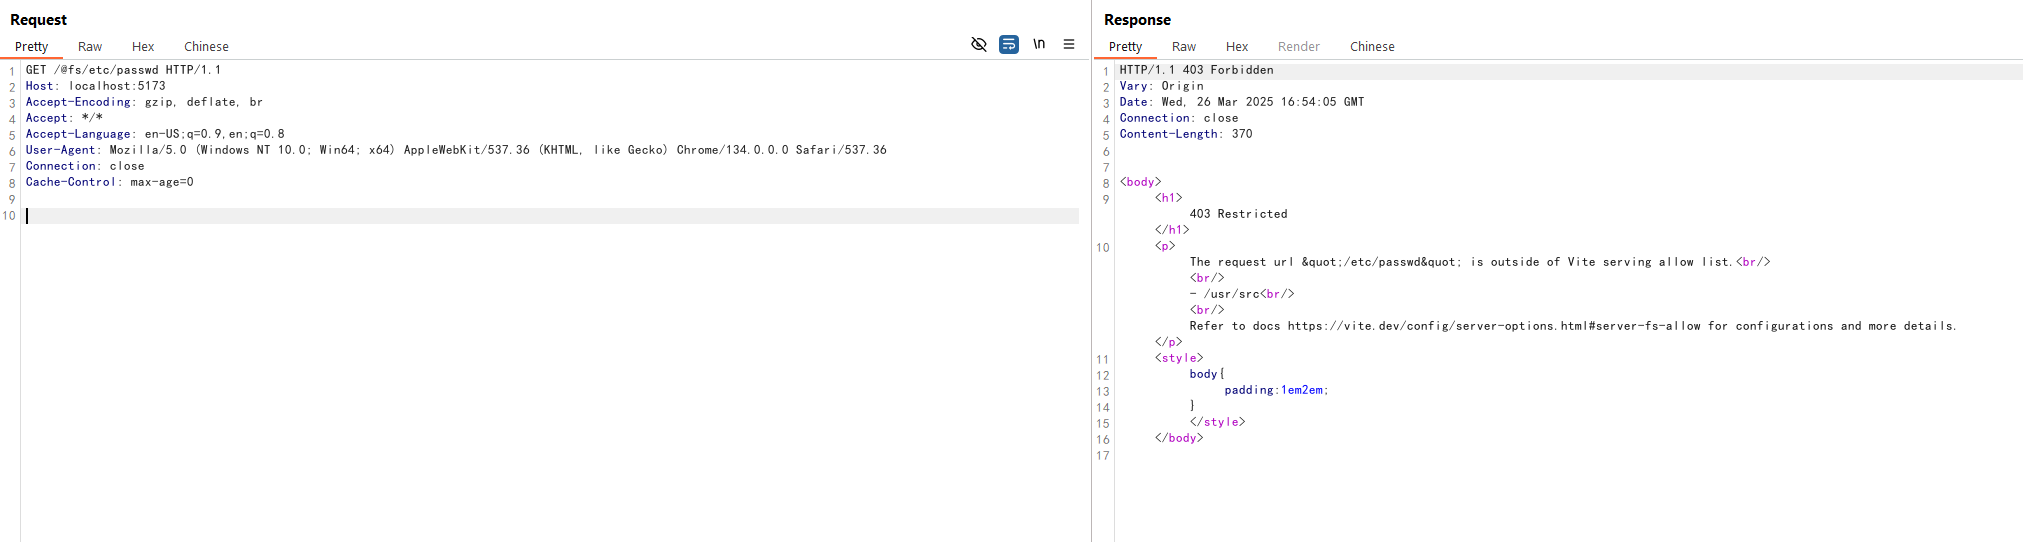 Request
Pretty Raw Hex Chinese
\n
1 GET /@fs/etc/passwd HTTP/1.1
2 Host: localhost:5173
3 Accept-Encoding: gzip, deflate, br
4 Accept: */*
5 Accept-Language: en-US;q=0.9,en;q=0.8
6 User-Agent: Mozilla/5.0 (Windows NT 10.0; Win64; x64) AppleWebKit/537.36 (KHTML, like Gecko) Chrome/134.0.0.0 Safari/537.36
7 Connection: close
8 Cache-Control: max-age=0
9
10
Response
Pretty Raw Hex Render Chinese
1 HTTP/1.1 403 Forbidden
2 Vary: Origin
3 Date: Wed, 26 Mar 2025 16:54:05 GMT
4 Connection: close
5 Content-Length: 370
6
7
8 <body>
9 <h1>
403 Restricted
</h1>
10 <p>
The request url &quot;/etc/passwd&quot; is outside of Vite serving allow list.<br/>
<br/>
- /usr/src<br/>
<br/>
Refer to docs https://vite.dev/config/server-options.html#server-fs-allow for configurations and more details.
</p>
11 <style>
12 body{
13 padding:1em2em;
14 }
15 </style>
16 </body>
17